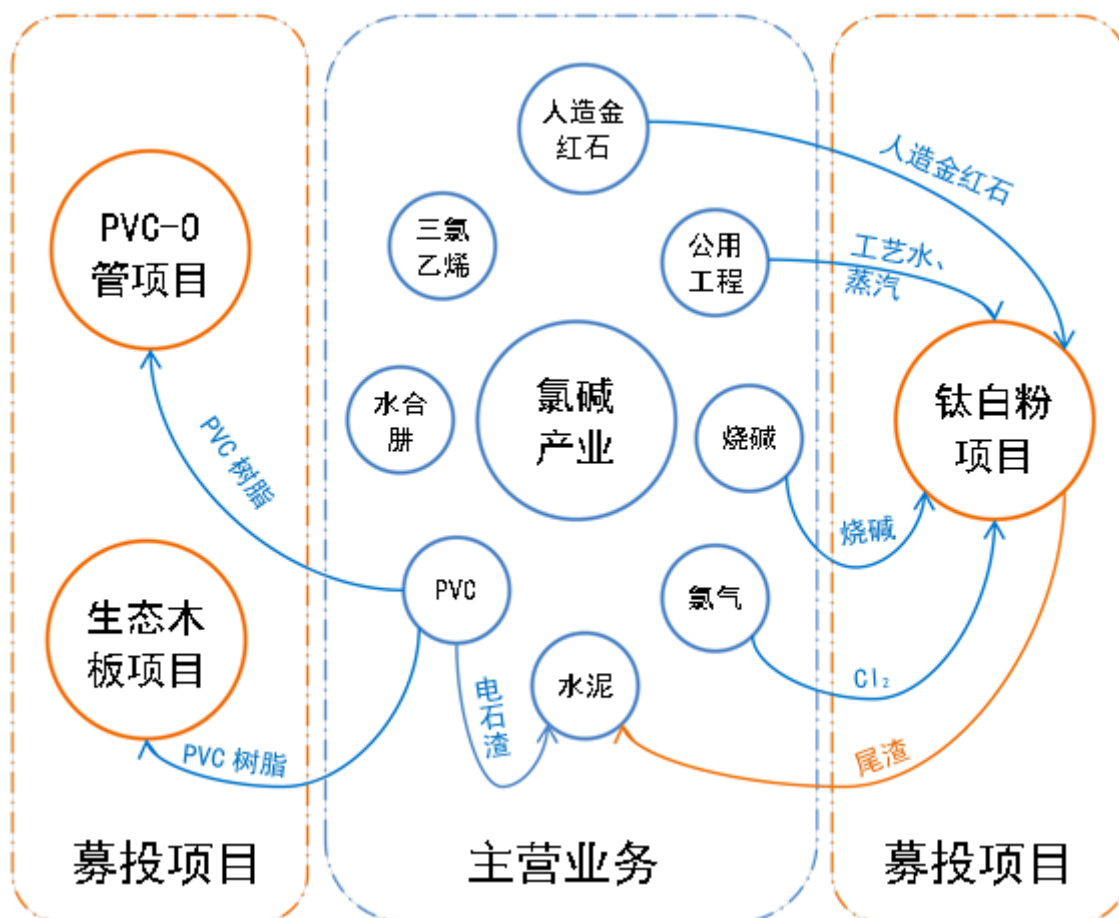 PVC-O
管项目
PVC 树脂
生态木
板项目
PVC 树脂
募投项目
人造金
红石
三氯
乙烯
公用
工程
水合
肼
氯碱
产业
烧碱
PVC
氯气
水泥
电石渣
主营业务
人造金红石
工艺水、
蒸汽
钛白粉
项目
烧碱
Cl₂
尾渣
募投项目